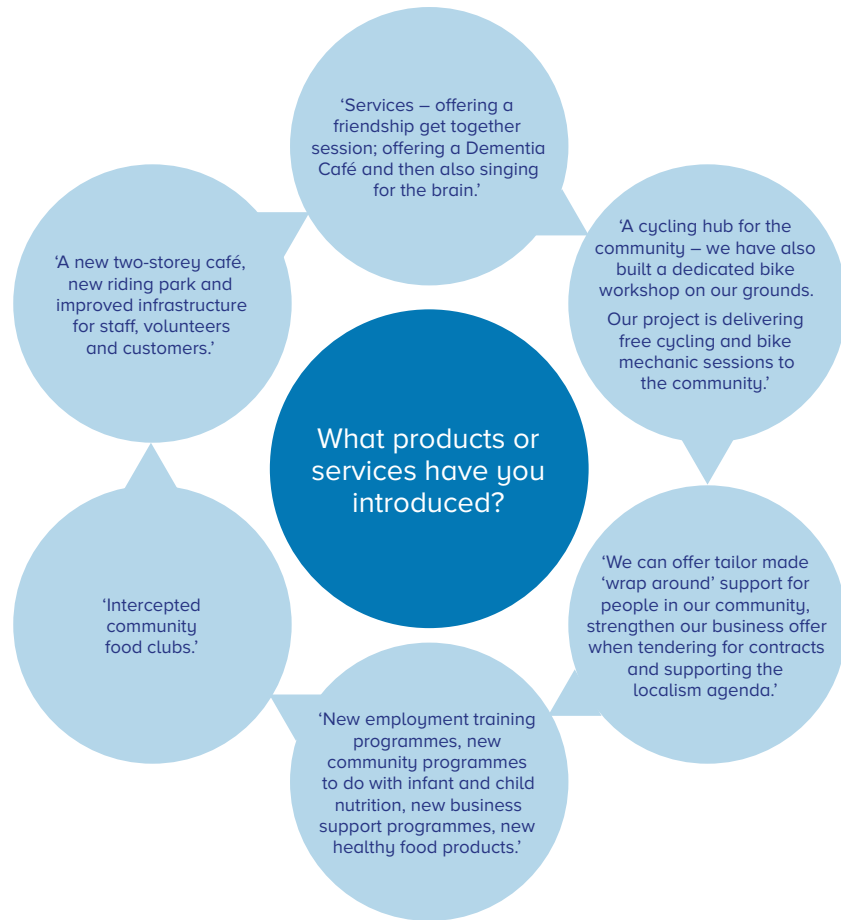 ‘Services – offering a
friendship get together
session; offering a Dementia
Café and then also singing
for the brain.’
‘A cycling hub for the
community – we have also
built a dedicated bike
workshop on our grounds.
Our project is delivering
free cycling and bike
mechanic sessions to
the community.’
‘We can offer tailor made
‘wrap around’ support for
people in our community,
strengthen our business offer
when tendering for contracts
and supporting the
localism agenda.’
‘New employment training
programmes, new
community programmes
to do with infant and child
nutrition, new business
support programmes, new
healthy food products.’
‘Intercepted
community
food clubs.’
‘A new two-storey café,
new riding park and
improved infrastructure
for staff, volunteers
and customers.’
What products or
services have you
introduced?